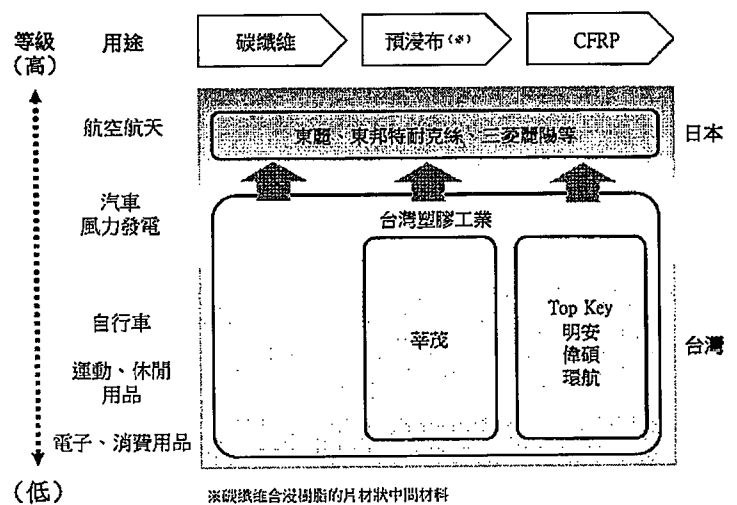 等級
（高）
用途
碳纖維
預浸布(※)
CFRP
航空航天
東麗、東邦特耐克絲、三菱麗陽等
日本
汽車
風力發電
台灣塑膠工業
自行車
運動、休閒
用品
電子、消費用品
華茂
Top Key
明安
偉碩
環航
台灣
（低）
※碳纖維含浸樹脂的片材狀中間材料